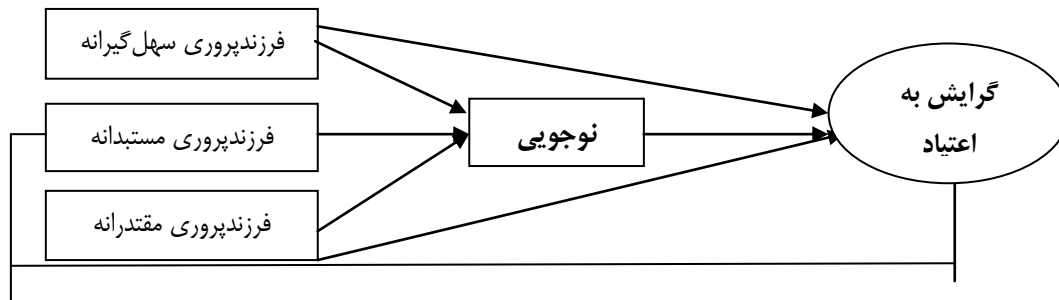 فرزندپروری سهل‌گیرانه
فرزندپروری مستبدانه
فرزندپروری مقتدرانه
نوجویی
گرایش به
اعتیاد